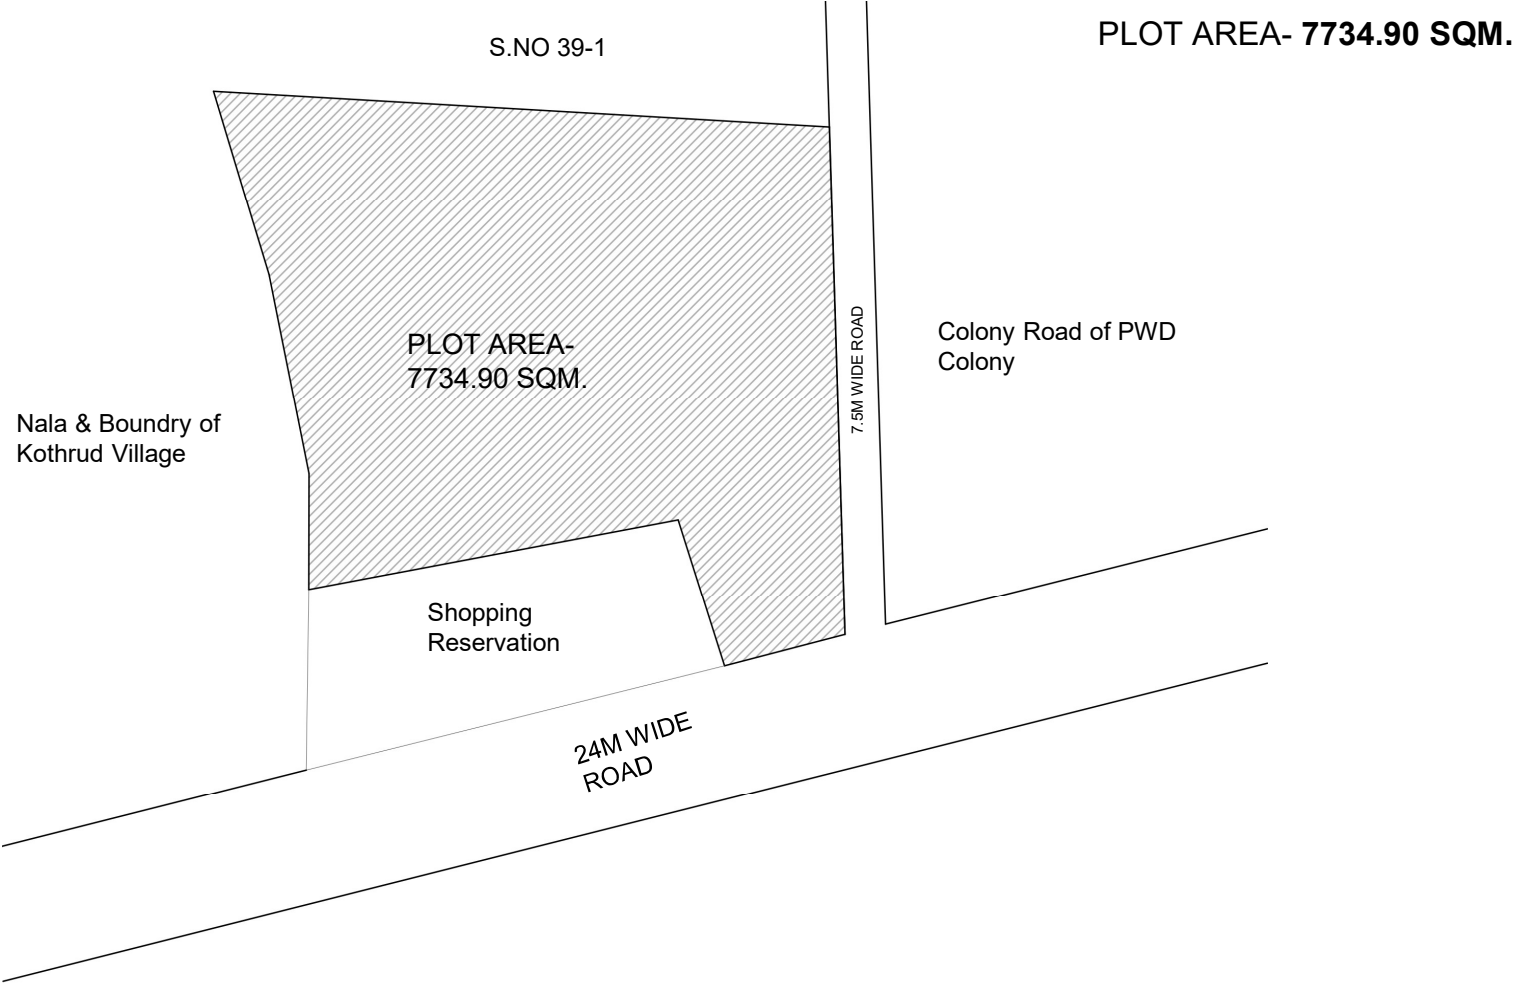 PLOT AREA- 7734.90 SQM.
S.NO 39-1
PLOT AREA-
7734.90 SQM.
7.5M WIDE ROAD
Colony Road of PWD
Colony
Nala & Boundry of
Kothrud Village
Shopping
Reservation
24M WIDE
ROAD